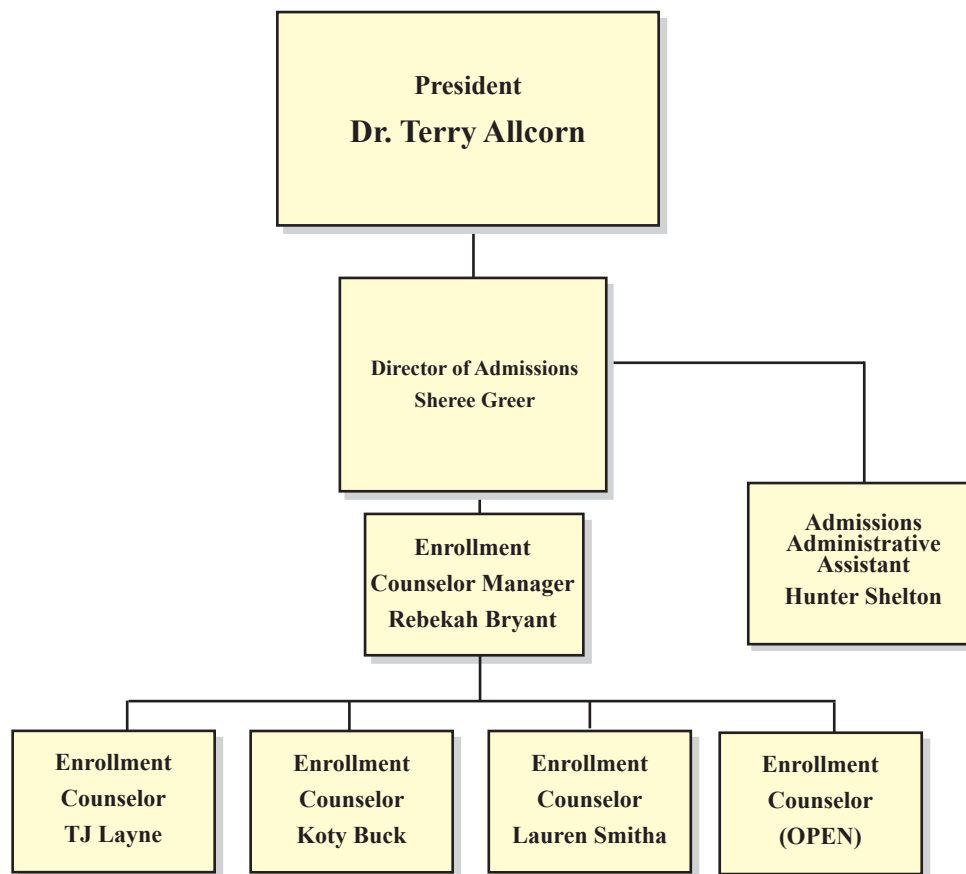 President
Dr. Terry Allcorn
Director of Admissions
Sheree Greer
Admissions
Administrative
Assistant
Hunter Shelton
Enrollment
Counselor Manager
Rebekah Bryant
Enrollment
Counselor
TJ Layne
Enrollment
Counselor
Koty Buck
Enrollment
Counselor
Lauren Smitha
Enrollment
Counselor
(OPEN)